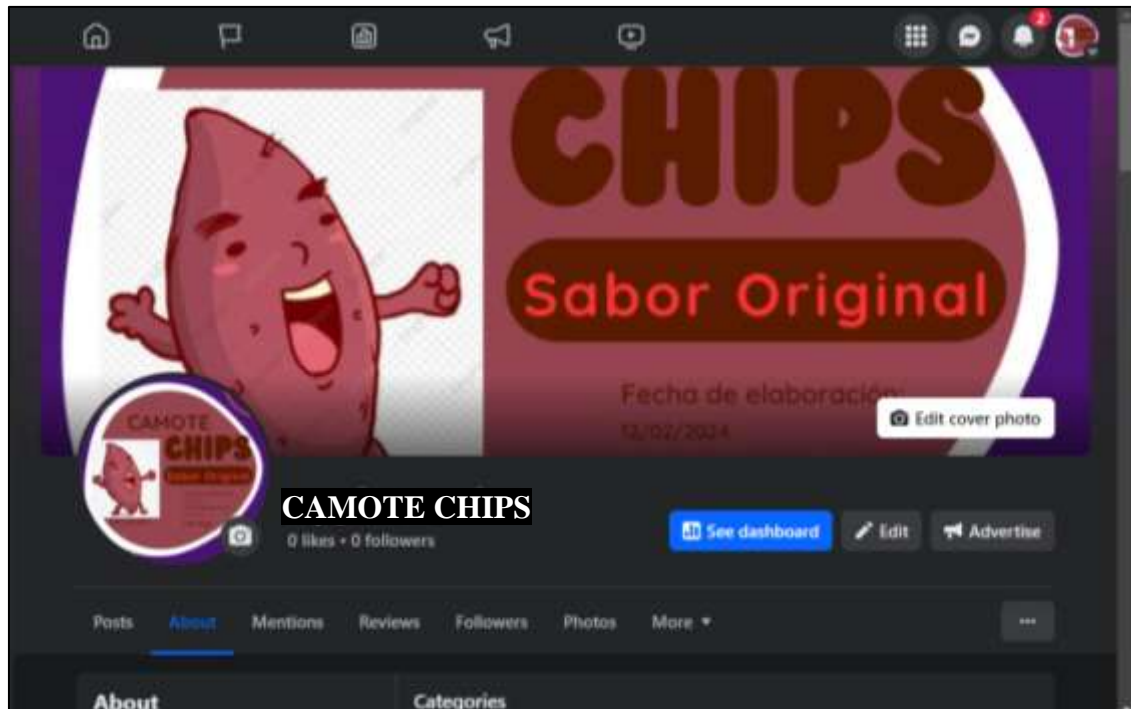 2
CHIPS
Sabor Original
Fecha de elaboración:
12/02/2024
Edit cover photo
CAMOTE
CHIPS
Sabor Original
CAMOTE CHIPS
0 likes • 0 followers
See dashboard
Edit
Advertise
Posts About Mentions Reviews Followers Photos More
About
Categories